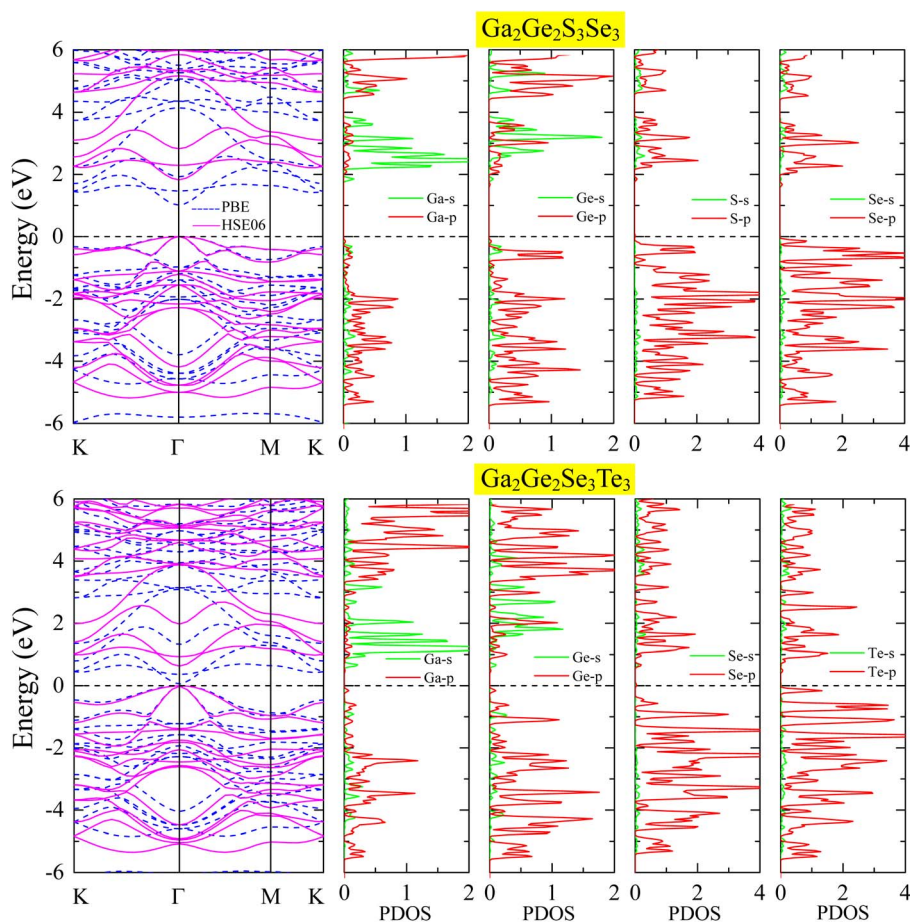 Ga2Ge2S3Se3
Energy (eV)
6
4
2
0
-2
-4
-6
PBE
HSE06
K Γ M K
Ga-s
Ga-p
0 1 2
Ge-s
Ge-p
0 1 2
S-s
S-p
0 2 4
Se-s
Se-p
0 2 4
Ga2Ge2Se3Te3
Energy (eV)
6
4
2
0
-2
-4
-6
K Γ M K
Ga-s
Ga-p
0 1 2
PDOS
Ge-s
Ge-p
0 1 2
PDOS
Se-s
Se-p
0 2 4
PDOS
Te-s
Te-p
0 2 4
PDOS